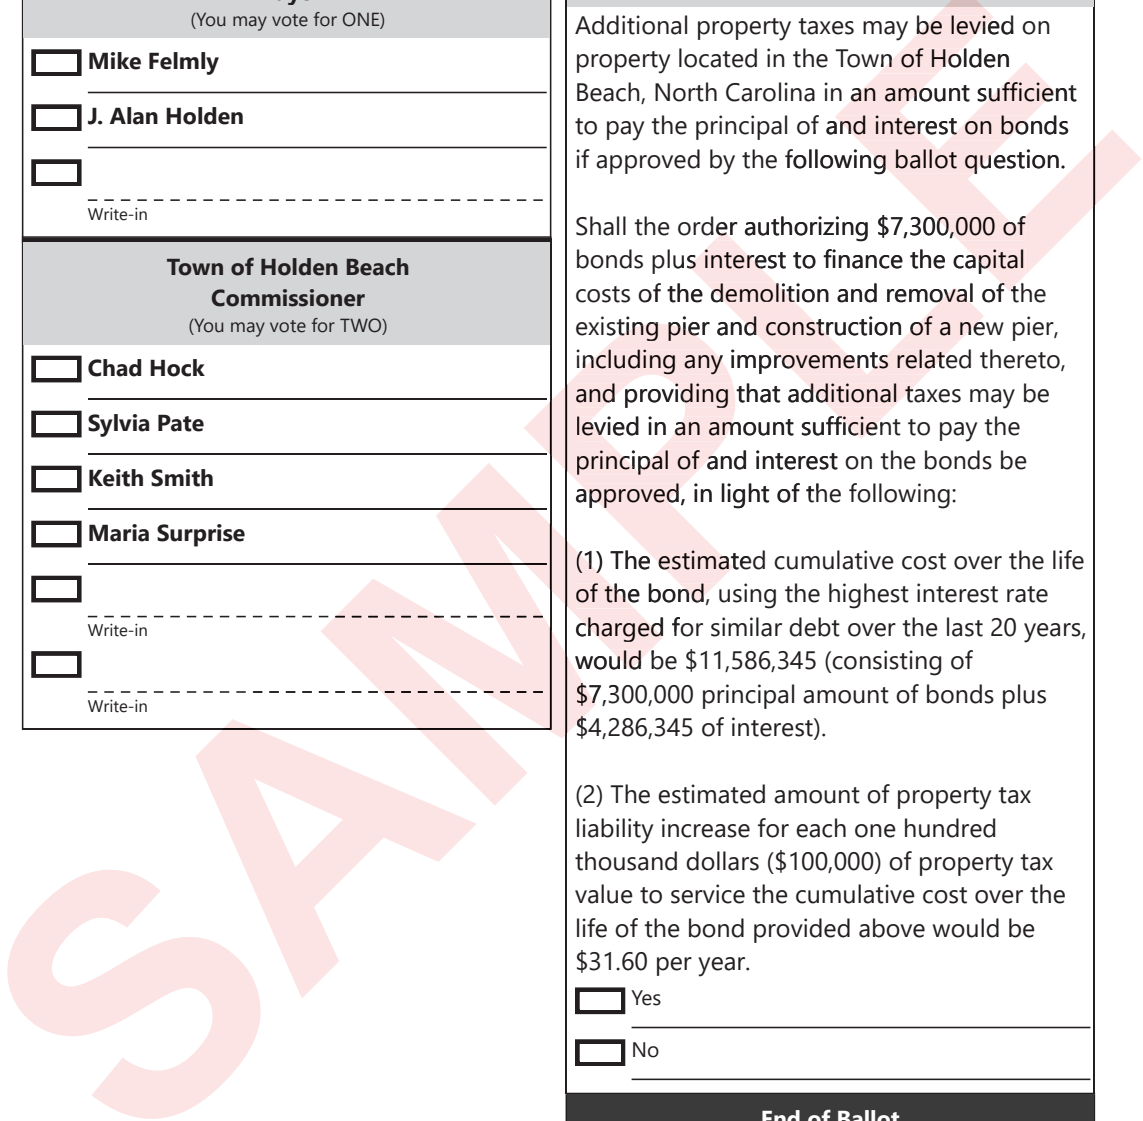 (You may vote for ONE)
Mike Felmly
J. Alan Holden
Write-in
Town of Holden Beach
Commissioner
(You may vote for TWO)
Chad Hock
Sylvia Pate
Keith Smith
Maria Surprise
Write-in
Write-in
Additional property taxes may be levied on
property located in the Town of Holden
Beach, North Carolina in an amount sufficient
to pay the principal of and interest on bonds
if approved by the following ballot question.
Shall the order authorizing $7,300,000 of
bonds plus interest to finance the capital
costs of the demolition and removal of the
existing pier and construction of a new pier,
including any improvements related thereto,
and providing that additional taxes may be
levied in an amount sufficient to pay the
principal of and interest on the bonds be
approved, in light of the following:
(1) The estimated cumulative cost over the life
of the bond, using the highest interest rate
charged for similar debt over the last 20 years,
would be $11,586,345 (consisting of
$7,300,000 principal amount of bonds plus
$4,286,345 of interest).
(2) The estimated amount of property tax
liability increase for each one hundred
thousand dollars ($100,000) of property tax
value to service the cumulative cost over the
life of the bond provided above would be
$31.60 per year.
Yes
No
End of Ballot
SAMPLE